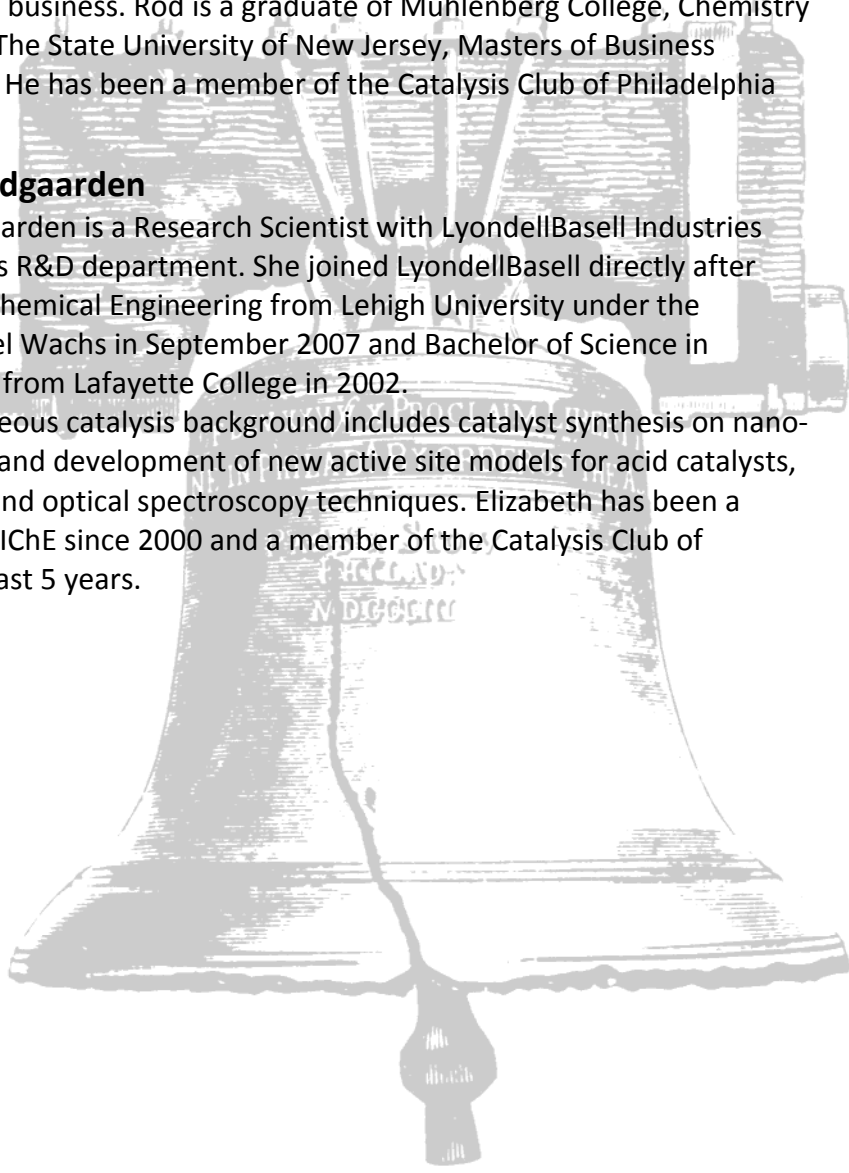 business. Rod is a graduate of Muhlenberg College, Chemistry
The State University of New Jersey, Masters of Business
He has been a member of the Catalysis Club of Philadelphia
dgaarden
arden is a Research Scientist with LyondellBasell Industries
s R&D department. She joined LyondellBasell directly after
hemical Engineering from Lehigh University under the
el Wachs in September 2007 and Bachelor of Science in
from Lafayette College in 2002.
eous catalysis background includes catalyst synthesis on nano-
and development of new active site models for acid catalysts,
nd optical spectroscopy techniques. Elizabeth has been a
IChE since 2000 and a member of the Catalysis Club of
ast 5 years.
MDCCLIII